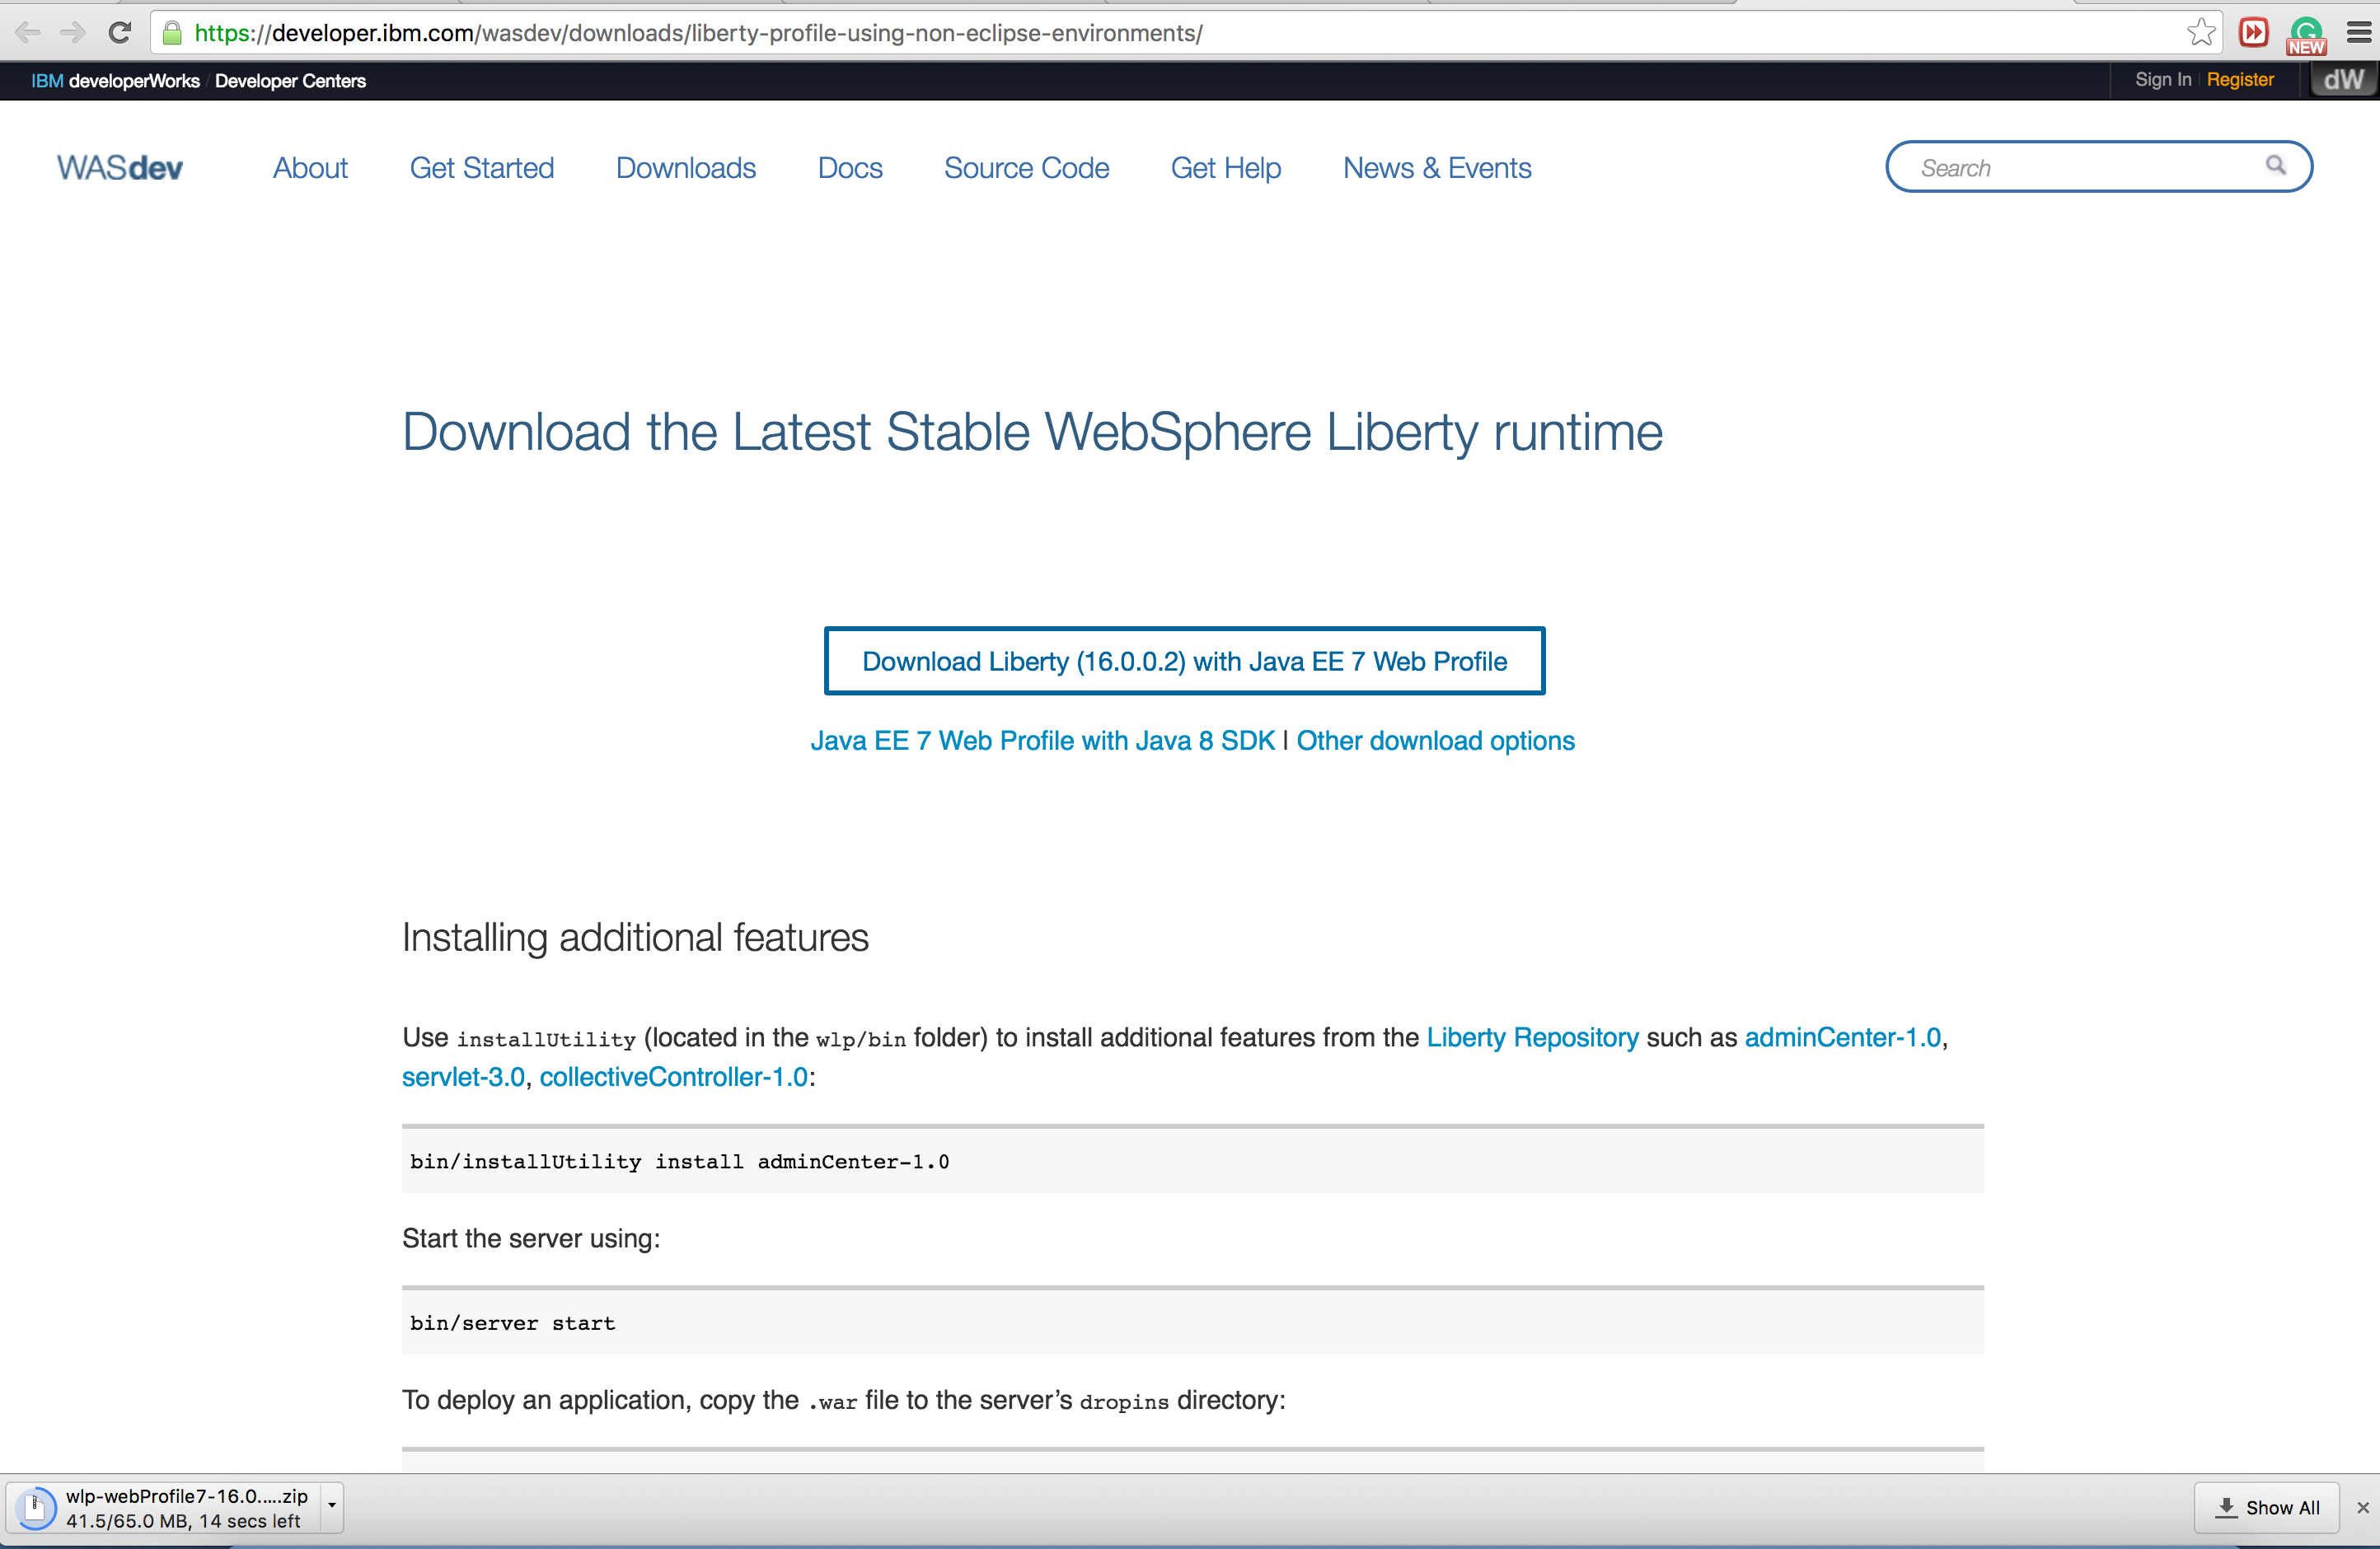 https://developer.ibm.com/wasdev/downloads/liberty-profile-using-non-eclipse-environments/
NEW
IBM developerWorks / Developer Centers
Sign In | Register
dW
WASdev
About
Get Started
Downloads
Docs
Source Code
Get Help
News & Events
Search
Download the Latest Stable WebSphere Liberty runtime
Download Liberty (16.0.0.2) with Java EE 7 Web Profile
Java EE 7 Web Profile with Java 8 SDK | Other download options
Installing additional features
Use installUtility (located in the wlp/bin folder) to install additional features from the Liberty Repository such as adminCenter-1.0,
servlet-3.0, collectiveController-1.0:
bin/installUtility install adminCenter-1.0
Start the server using:
bin/server start
To deploy an application, copy the .war file to the server’s dropins directory:
wlp-webProfile7-16.0.....zip
41.5/65.0 MB, 14 secs left
Show All